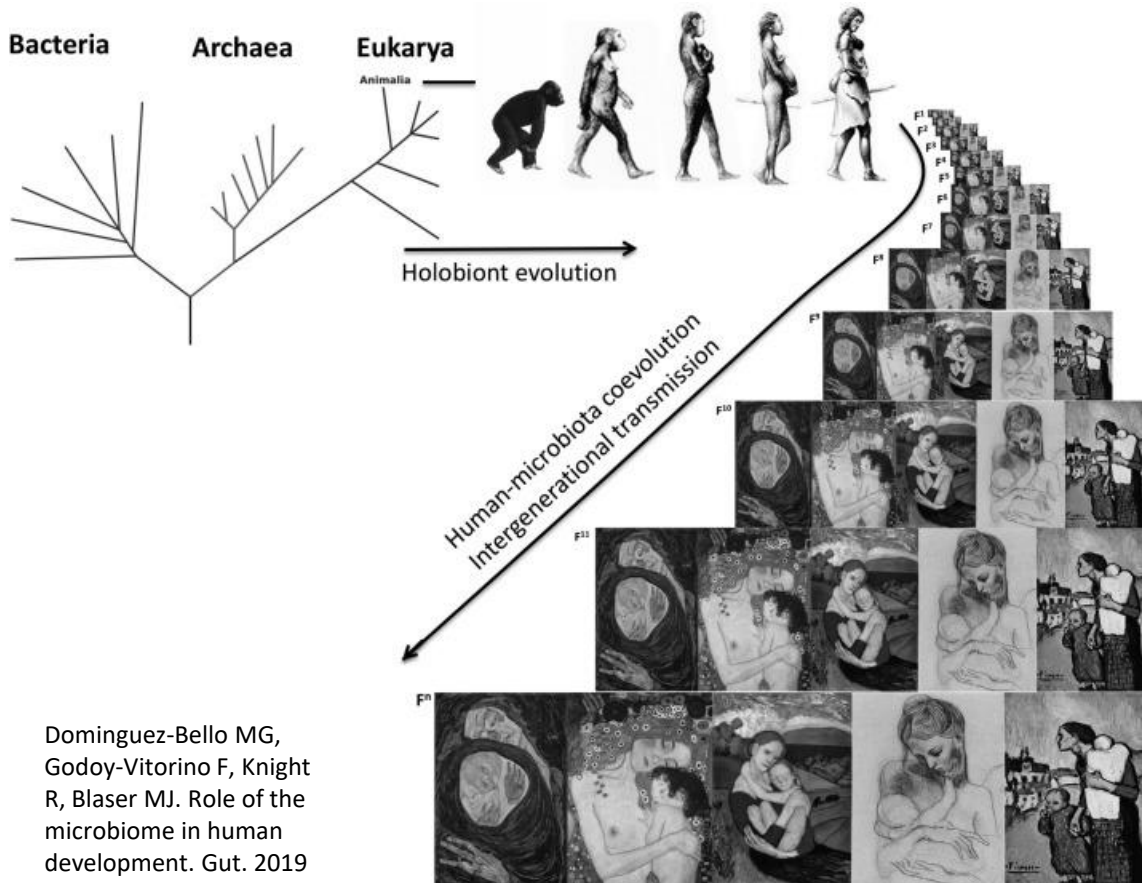 Bacteria
Archaea
Eukarya
Animalia
Holobiont evolution
Human-microbiota coevolution
Intergenerational transmission
F1
F2
F3
F4
F5
F6
F7
F8
F9
F10
F11
Fn
Dominguez-Bello MG,
Godoy-Vitorino F, Knight
R, Blaser MJ. Role of the
microbiome in human
development. Gut. 2019